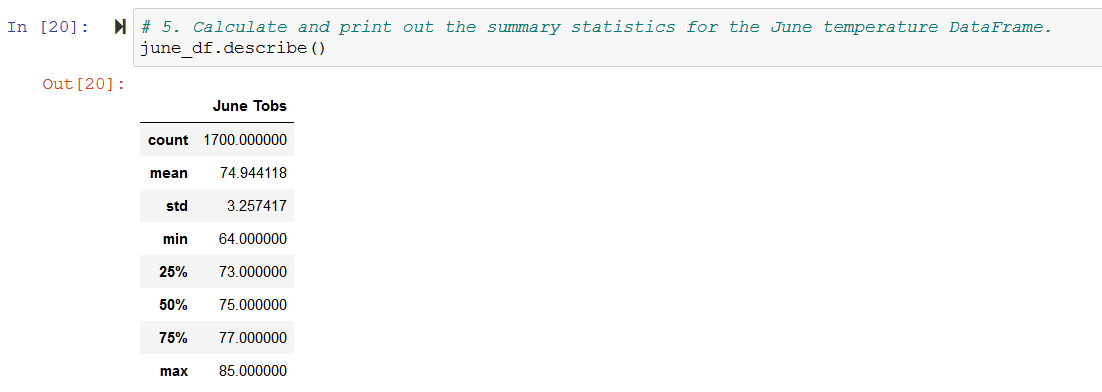 In [20]: # 5. Calculate and print out the summary statistics for the June temperature DataFrame.
june_df.describe()
Out[20]:
June Tobs
count 1700.000000
mean 74.944118
std 3.257417
min 64.000000
25% 73.000000
50% 75.000000
75% 77.000000
max 85.000000